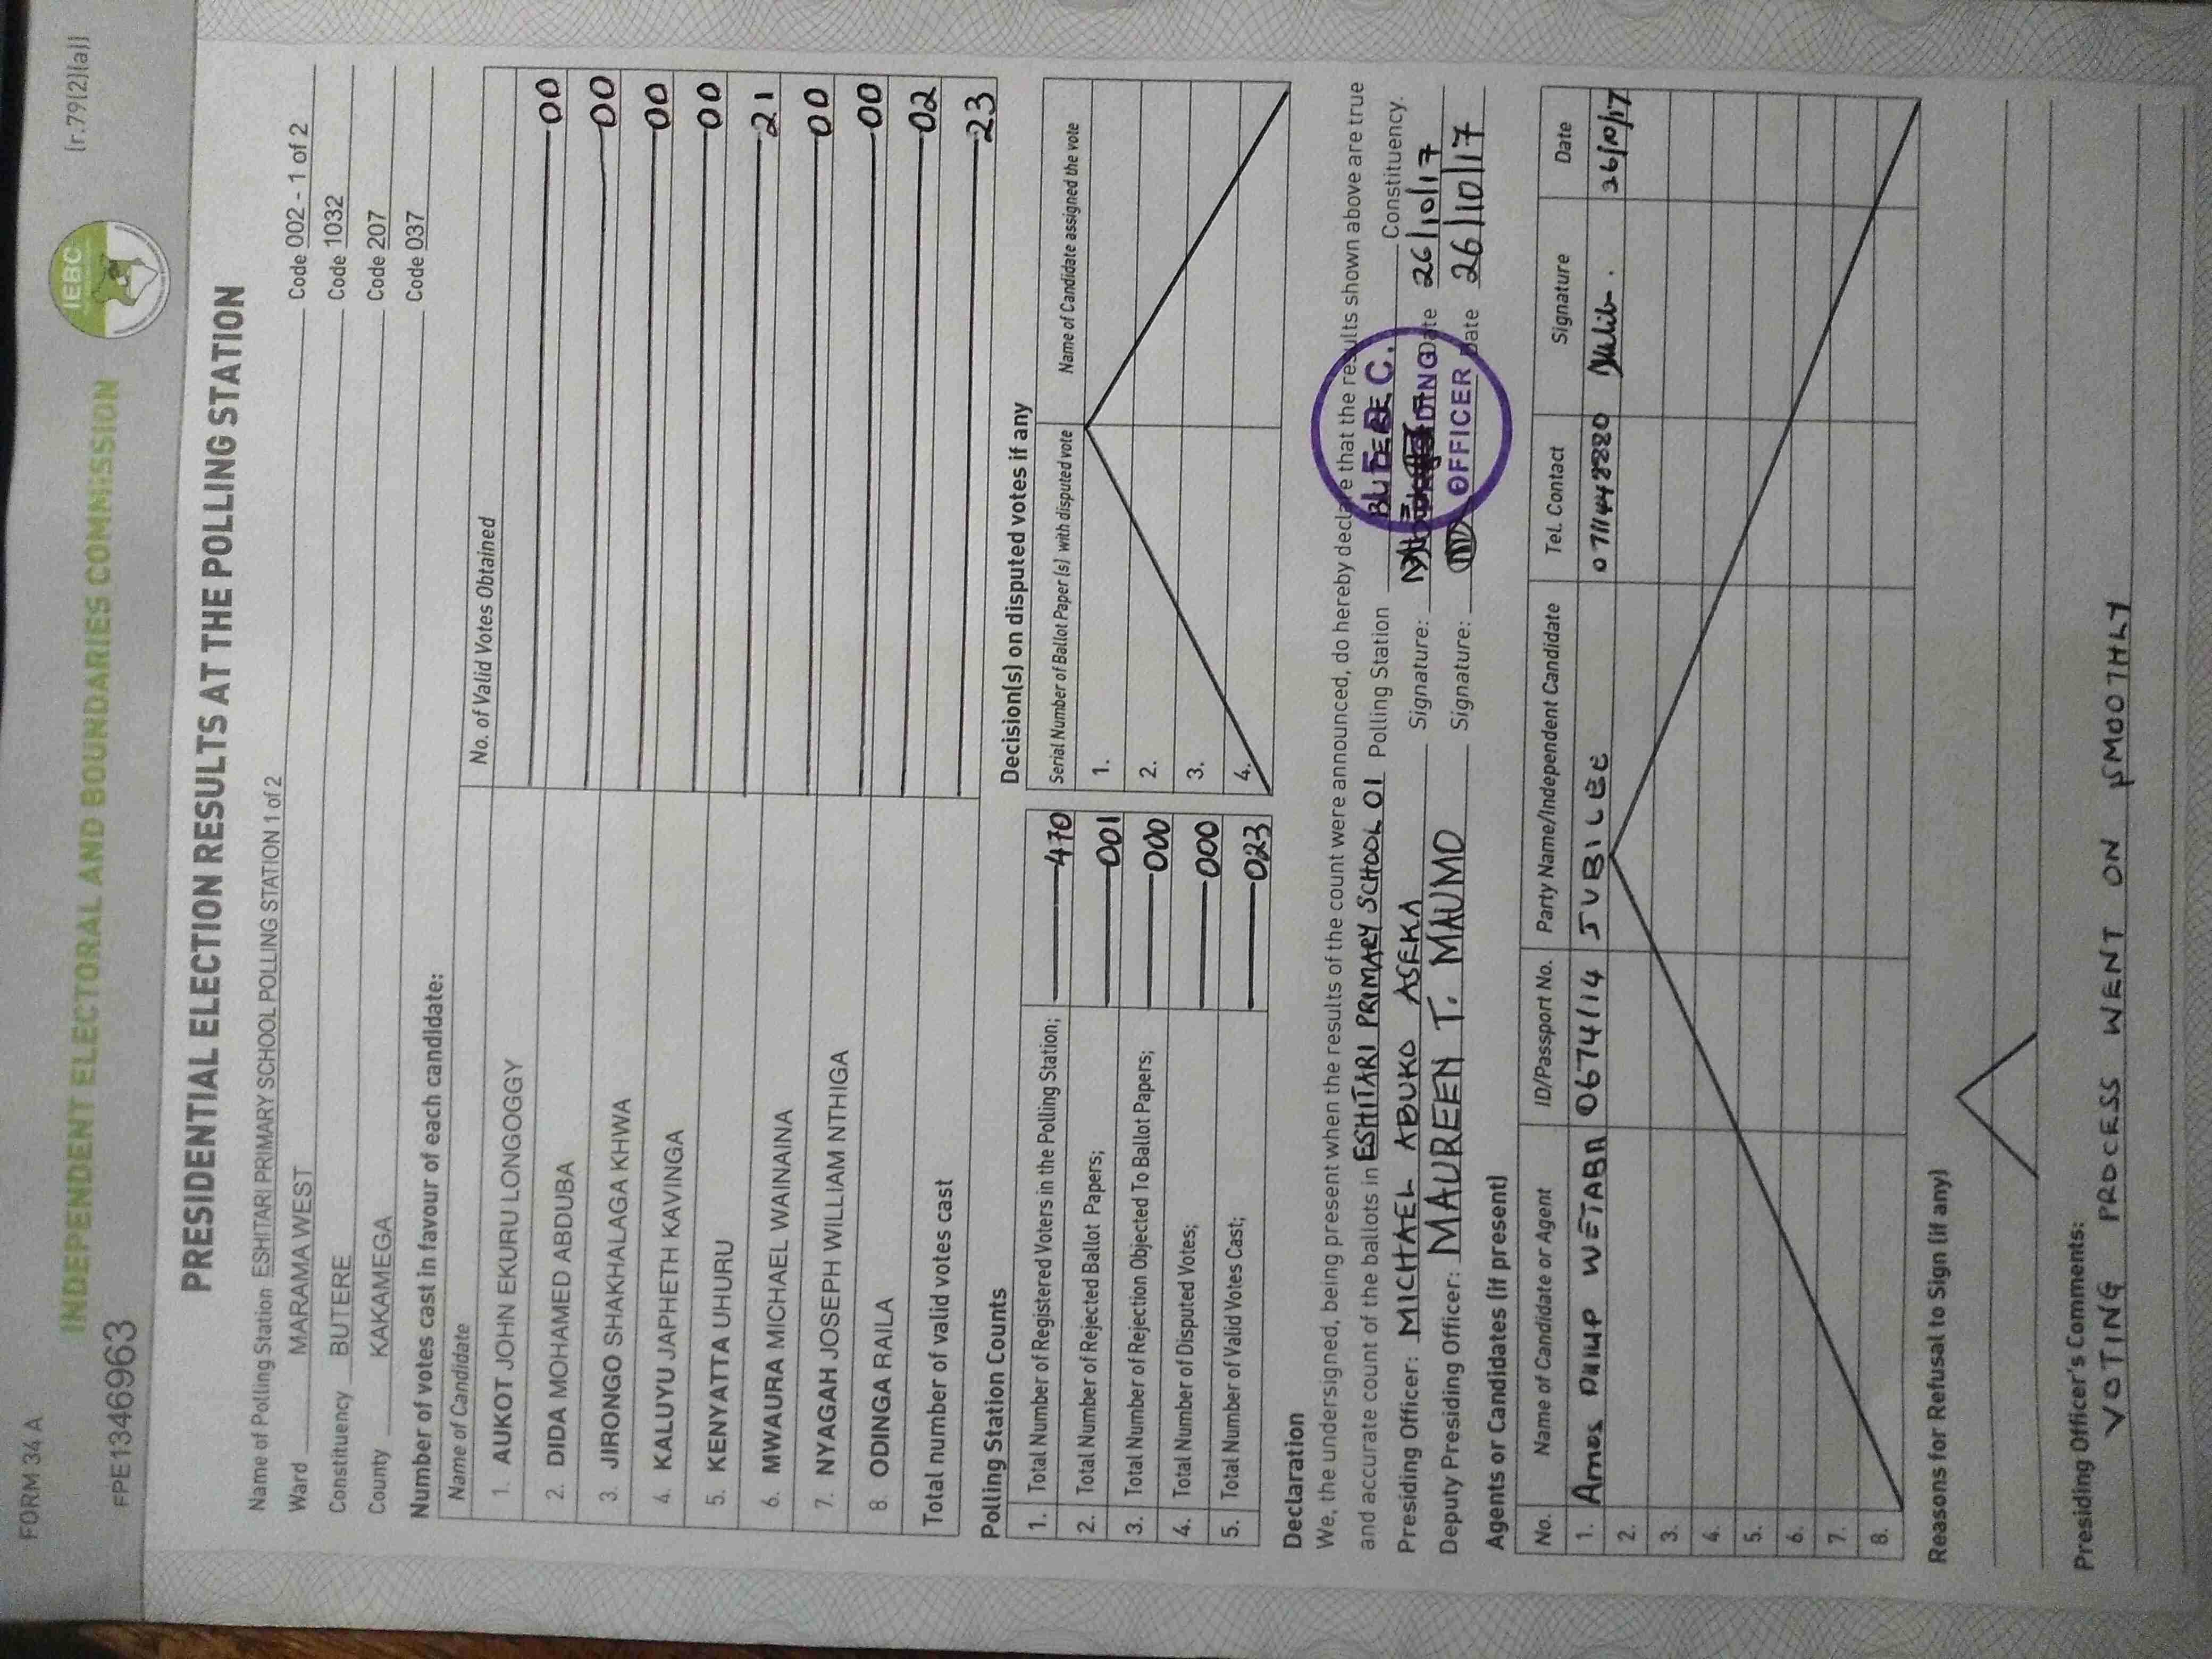 FORM 34 A
INDEPENDENT ELECTORAL AND BOUNDARIES COMMISSION
IEBC
[r.79(2)(a)]
FPE1346963
PRESIDENTIAL ELECTION RESULTS AT THE POLLING STATION
Name of Polling Station ESHITARI PRIMARY SCHOOL POLLING STATION 1 of 2 Code 002 - 1 of 2
Ward MARAMA WEST Code 1032
Constituency BUTERE Code 207
County KAKAMEGA Code 037
Number of votes cast in favour of each candidate:
Name of Candidate No. of Valid Votes Obtained
1. AUKOT JOHN EKURU LONGOGGY 00
2. DIDA MOHAMED ABDUBA 00
3. JIRONGO SHAKHALAGA KHWA 00
4. KALUYU JAPHETH KAVINGA 00
5. KENYATTA UHURU 21
6. MWAURA MICHAEL WAINAINA 00
7. NYAGAH JOSEPH WILLIAM NTHIGA 00
8. ODINGA RAILA 02
Total number of valid votes cast 23
Polling Station Counts
1. Total Number of Registered Voters in the Polling Station; 470
2. Total Number of Rejected Ballot Papers; 001
3. Total Number of Rejection Objected To Ballot Papers; 000
4. Total Number of Disputed Votes; 000
5. Total Number of Valid Votes Cast; 023
Decision(s) on disputed votes if any
Serial Number of Ballot Paper (s) with disputed vote Name of Candidate assigned the vote
1.
2.
3.
4.
Declaration
We, the undersigned, being present when the results of the count were announced, do hereby declare that the results shown above are true
and accurate count of the ballots in ESHITARI PRIMARY SCHOOL 01 Polling Station BUTERE Constituency.
Presiding Officer: MICHAEL ABUKO ASEKA Signature: Date 26/10/17
Deputy Presiding Officer: MAUREEN T. MAUMO Signature: Date 26/10/17
OFFICER
Agents or Candidates (if present)
No. Name of Candidate or Agent ID/Passport No. Party Name/Independent Candidate Tel. Contact Signature Date
1. Amos PHILIP WETABA 0674114 JUBILEE 26/10/17
2.
3.
4.
5.
6.
7.
8.
Reasons for Refusal to Sign (if any)
Presiding Officer's Comments:
VOTING PROCESS WENT ON SMOOTHLY